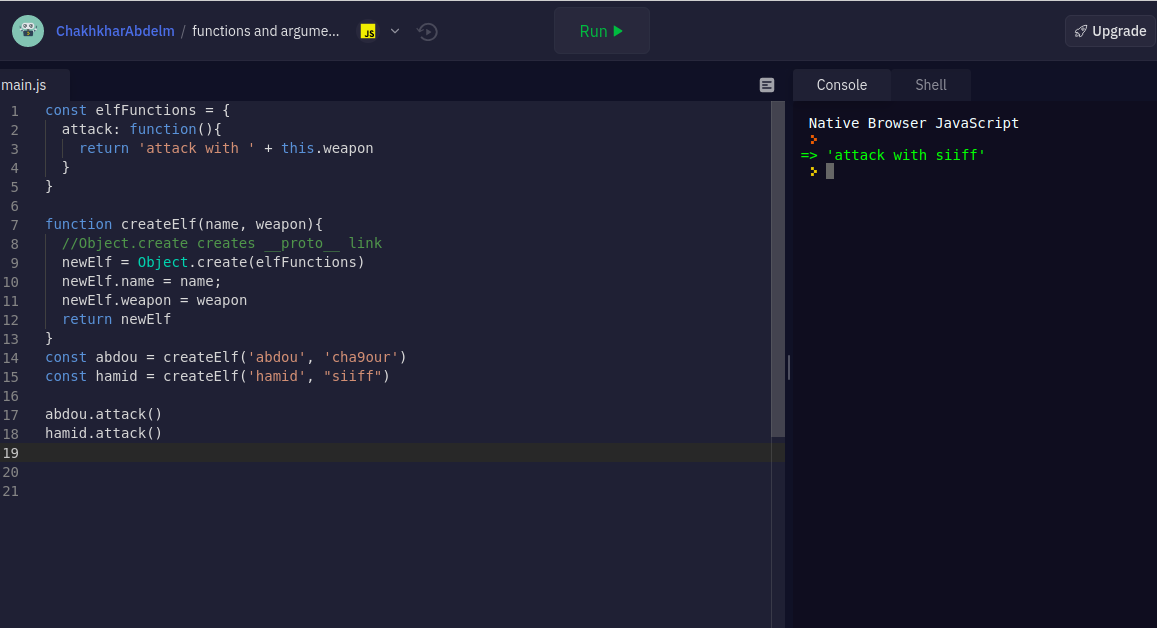 ChakhkharAbdelm / functions and argume... JS Run Upgrade
main.js
Console Shell
1 const elfFunctions = {
2 attack: function(){
3 return 'attack with ' + this.weapon
4 }
5 }
6
7 function createElf(name, weapon){
8 //Object.create creates __proto__ link
9 newElf = Object.create(elfFunctions)
10 newElf.name = name;
11 newElf.weapon = weapon
12 return newElf
13 }
14 const abdou = createElf('abdou', 'cha9our')
15 const hamid = createElf('hamid', "siiff")
16
17 abdou.attack()
18 hamid.attack()
19
20
21
Native Browser JavaScript
=> 'attack with siiff'